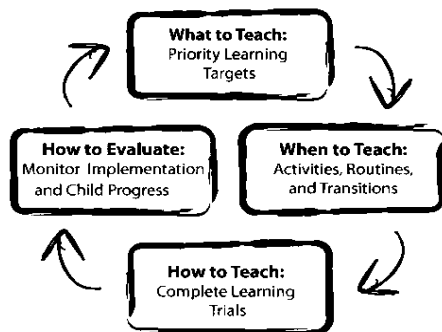 What to Teach:
Priority Learning
Targets
How to Evaluate:
Monitor Implementation
and Child Progress
When to Teach:
Activities, Routines,
and Transitions
How to Teach:
Complete Learning
Trials